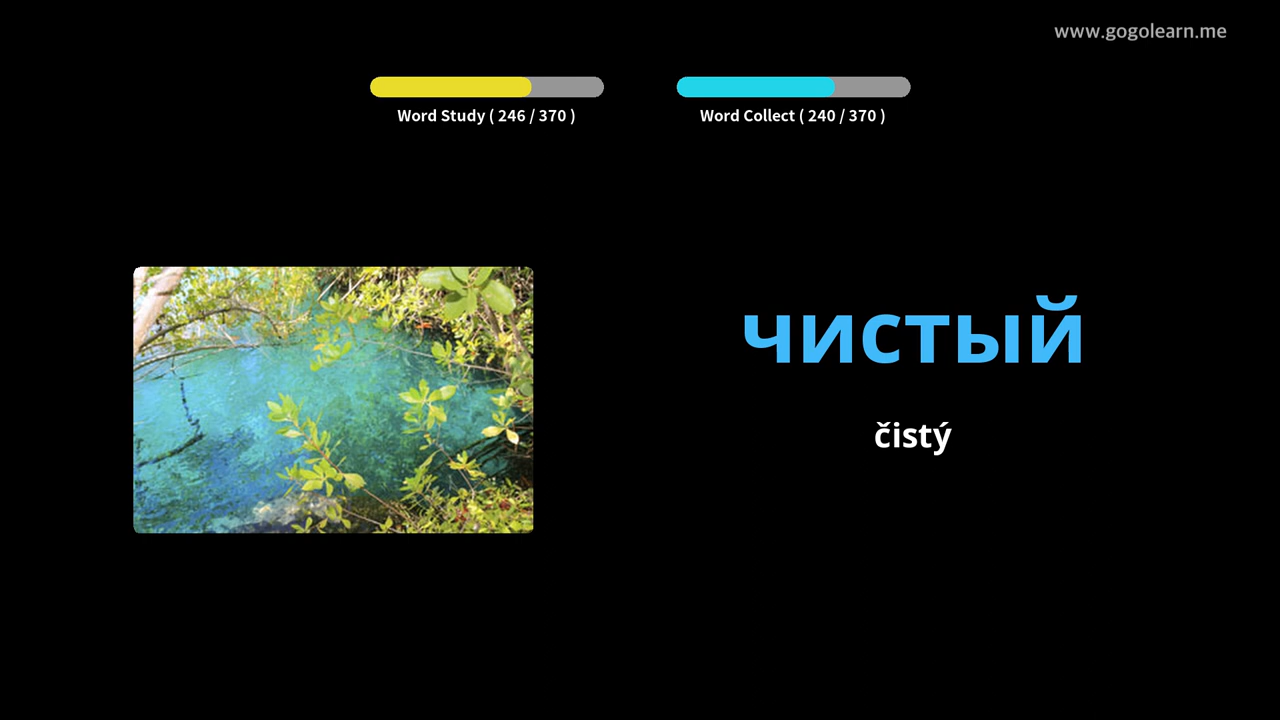 www.gogolearn.me
Word Study ( 246 / 370 )
Word Collect ( 240 / 370 )
чистый
čistý